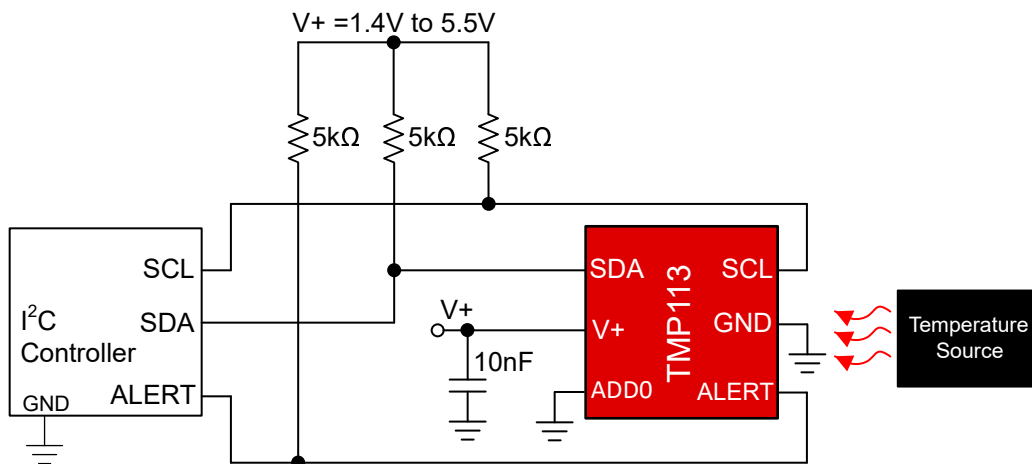 V+ =1.4V to 5.5V
5kΩ
5kΩ
5kΩ
SCL
SDA
I²C
Controller
ALERT
GND
V+
10nF
SDA
V+
ADD0
TMP113
SCL
GND
ALERT
Temperature
Source